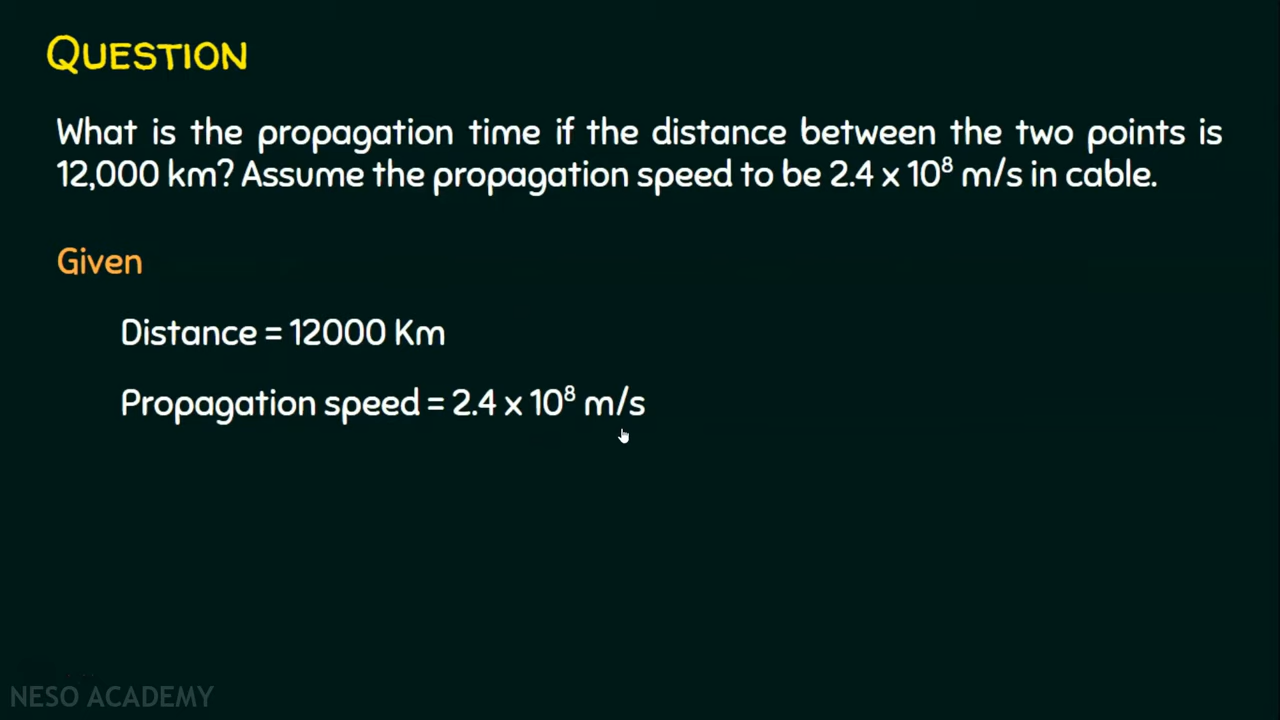 QUESTION
What is the propagation time if the distance between the two points is
12,000 km? Assume the propagation speed to be 2.4 x 10⁸ m/s in cable.
Given
Distance = 12000 Km
Propagation speed = 2.4 x 10⁸ m/s
NESO ACADEMY